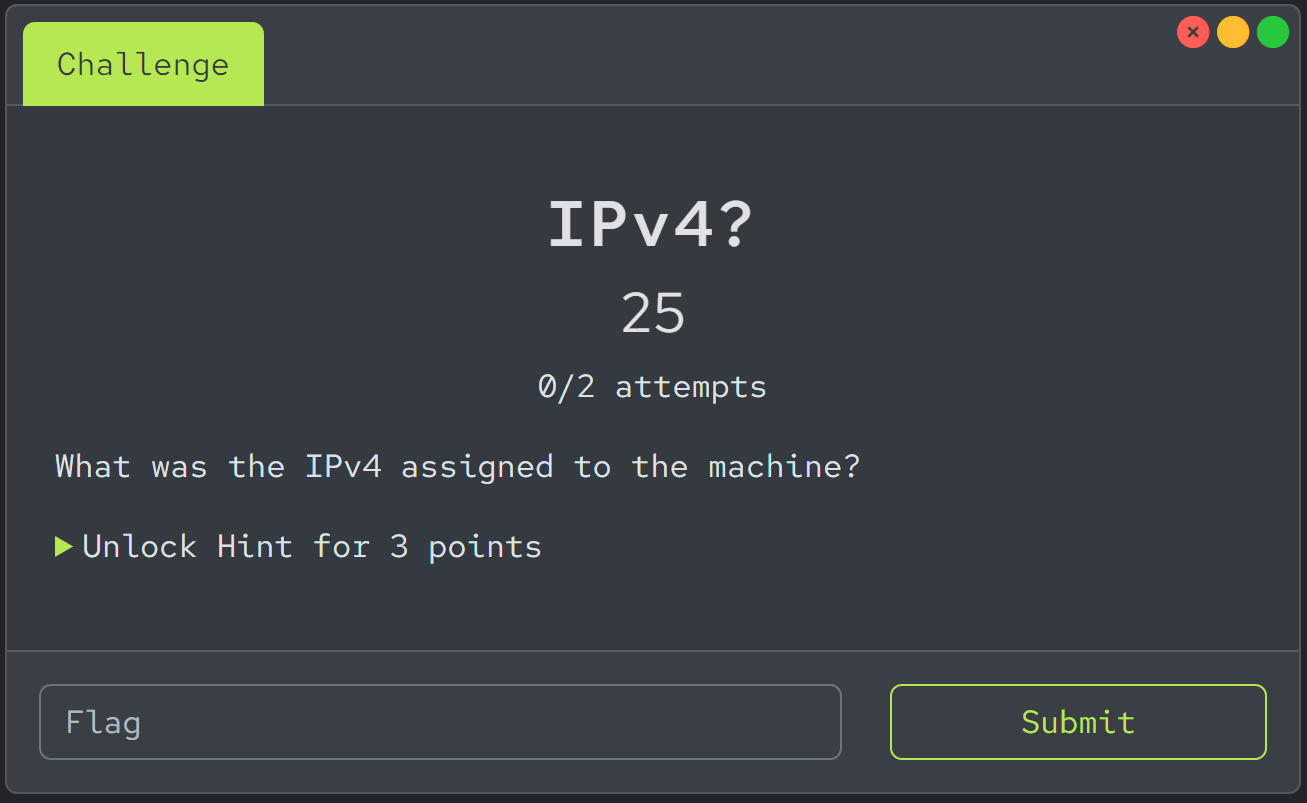 Challenge
IPv4?
25
0/2 attempts
What was the IPv4 assigned to the machine?
Unlock Hint for 3 points
Flag
Submit